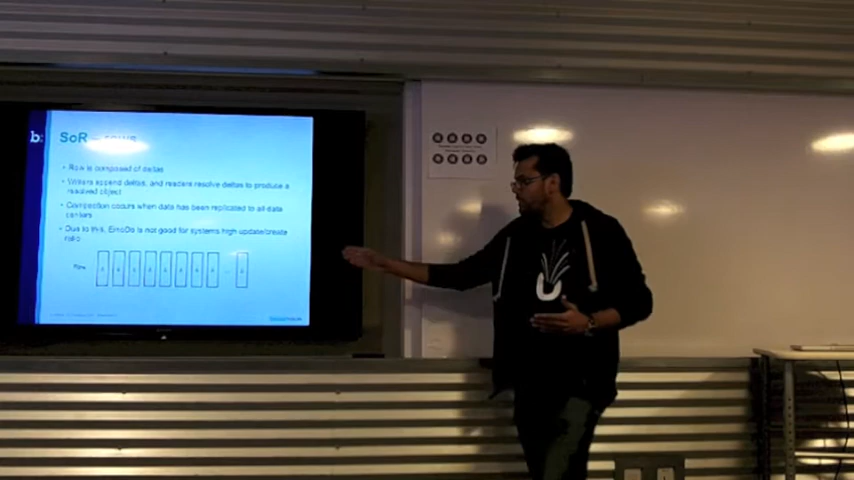 b:
SoR – rows
• Row is composed of deltas
• Writers append deltas, and readers resolve deltas to produce a
resolved object
• Compaction occurs when data has been replicated to all data
centers
• Due to this, EmoDB is not good for systems high update/create
ratio
Row